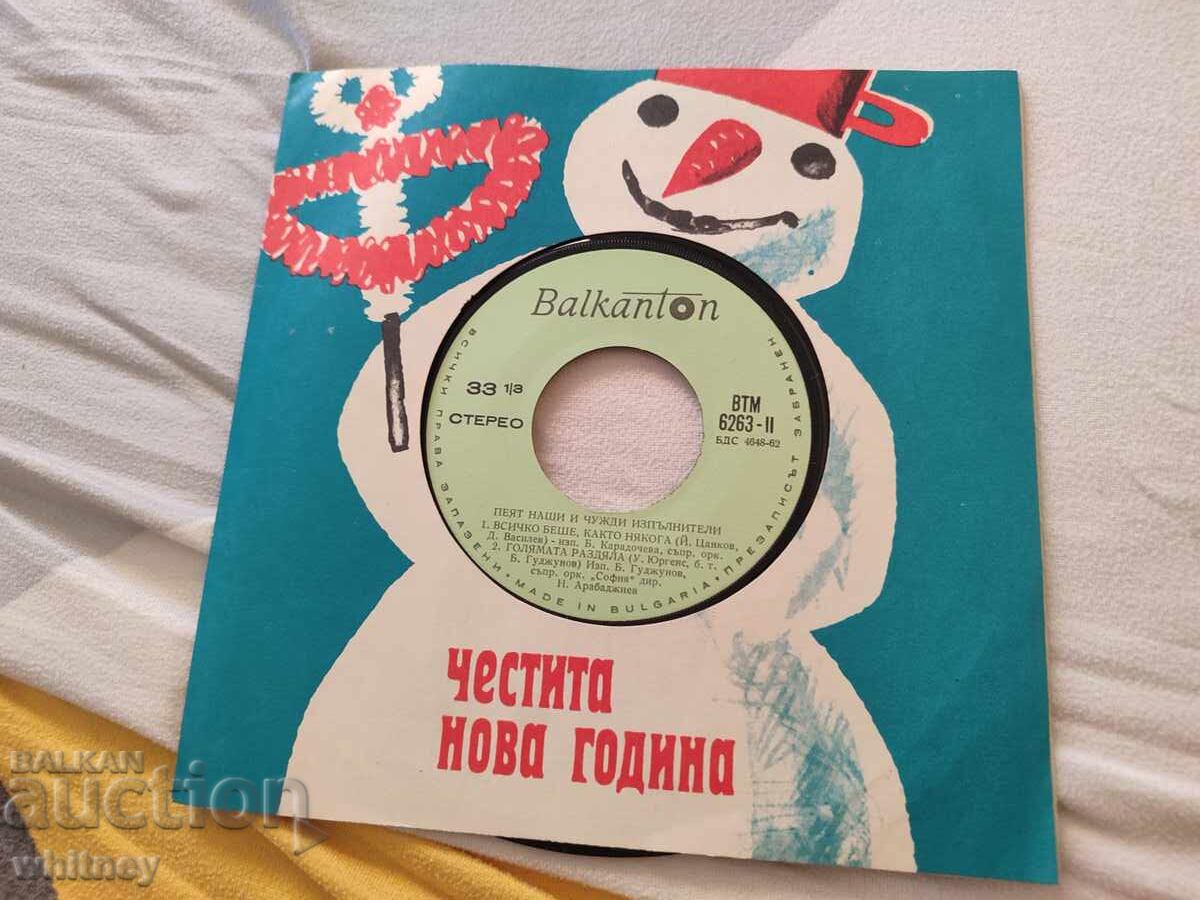 Balkanton
33 1/3
СТЕРЕО
ВТМ
6263-II
БДС 4648-62
ПЕЯТ НАШИ И ЧУЖДИ ИЗПЪЛНИТЕЛИ
1. ВСИЧКО БЕШЕ, КАКТО НЯКОГА (Й. Цанков,
Д. Василев) - изп. Б. Карадочева, съпр. орк.
2. ГОЛЯМАТА РАЗДЯЛА (У. Юргенс, б. т.
Б. Гуджунов) Изп. Б. Гуджунов,
съпр. орк. „София“ дир.
Н. Арабаджиев
ВСИЧКИ ПРАВА ЗАПАЗЕНИ • MADE IN BULGARIA • ПРЕЗАПИСЪТ ЗАБРАНЕН
ЧЕСТИТА
НОВА ГОДИНА
BALKAN
auction
whitney